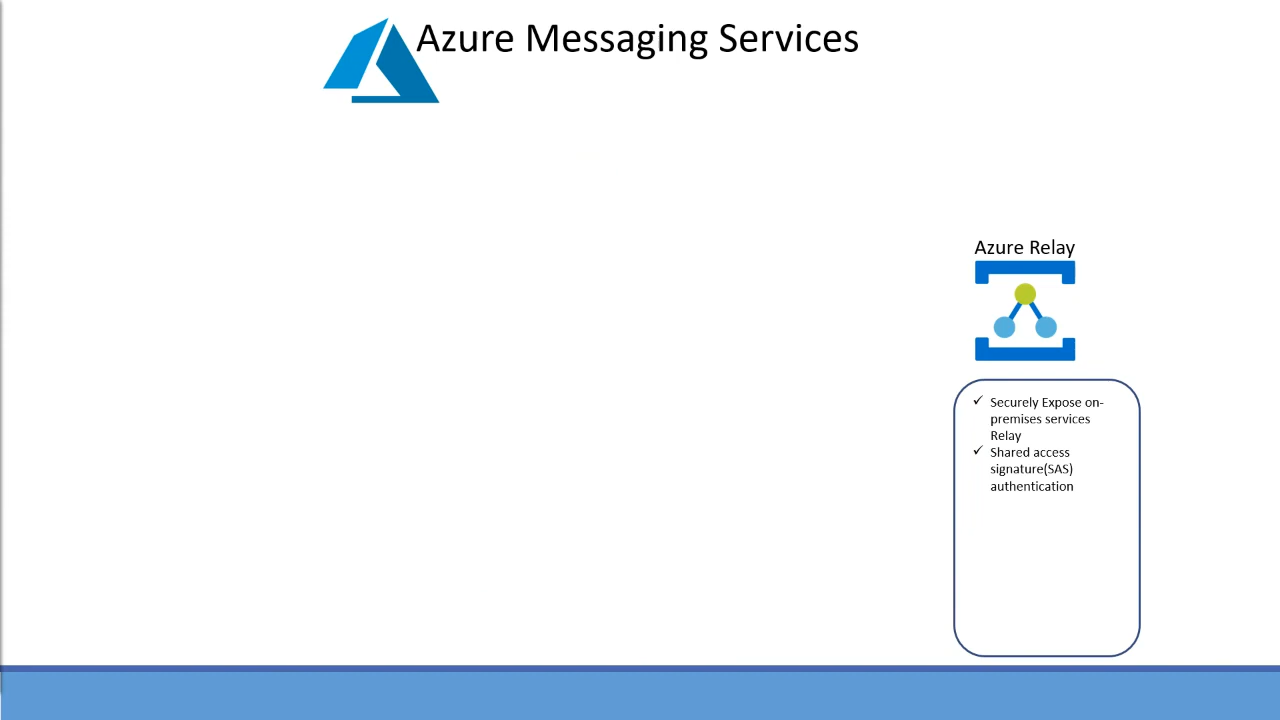 Azure Messaging Services
Azure Relay
✓ Securely Expose on-
premises services
Relay
✓ Shared access
signature(SAS)
authentication